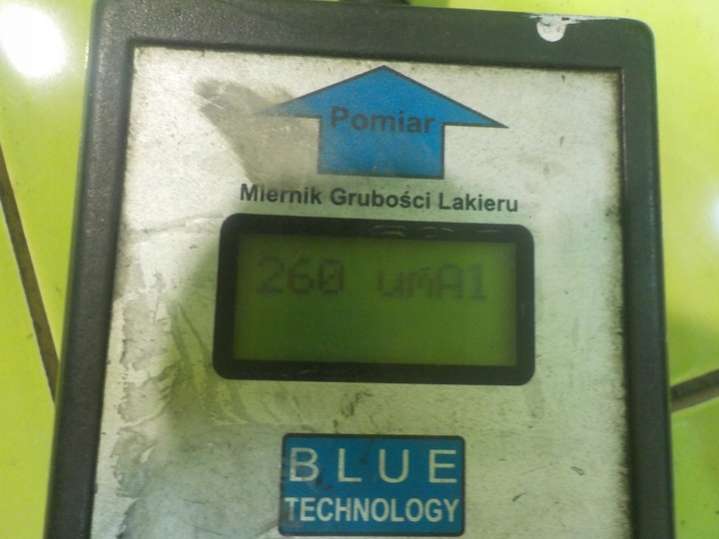 Pomiar
Miernik Grubości Lakieru
260 umAl
BLUE
TECHNOLOGY